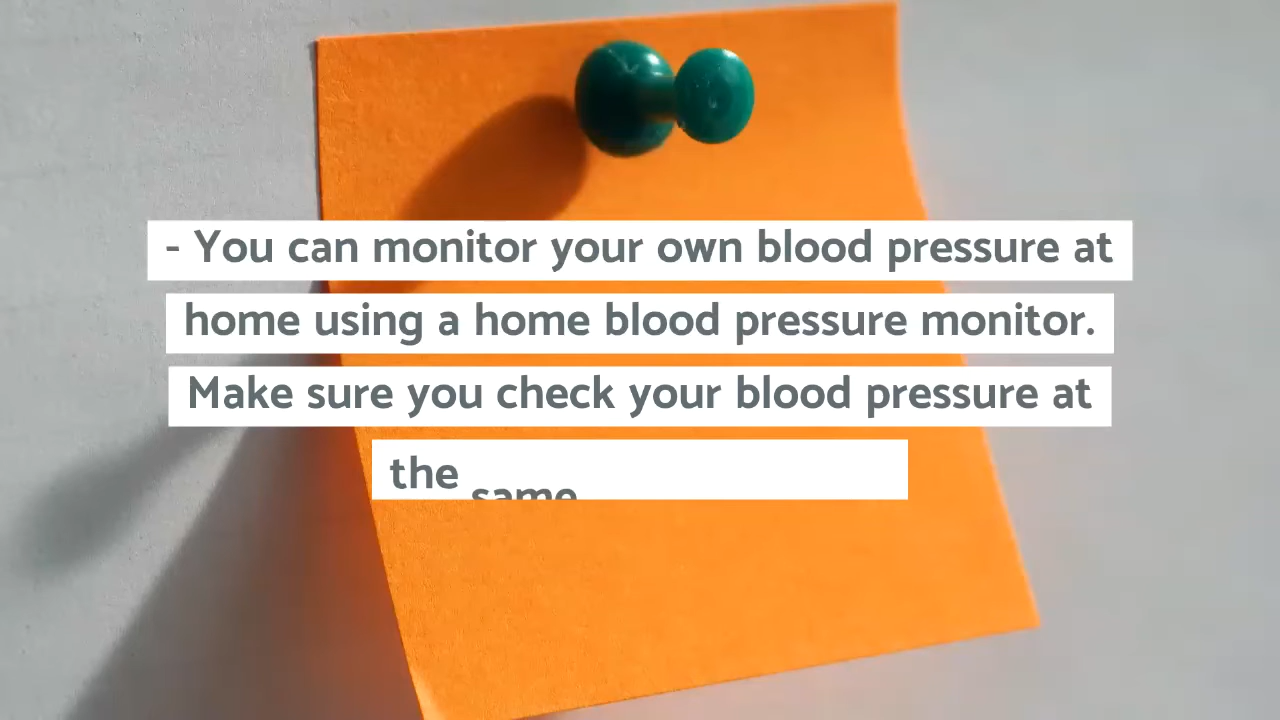 - You can monitor your own blood pressure at
home using a home blood pressure monitor.
Make sure you check your blood pressure at
the same